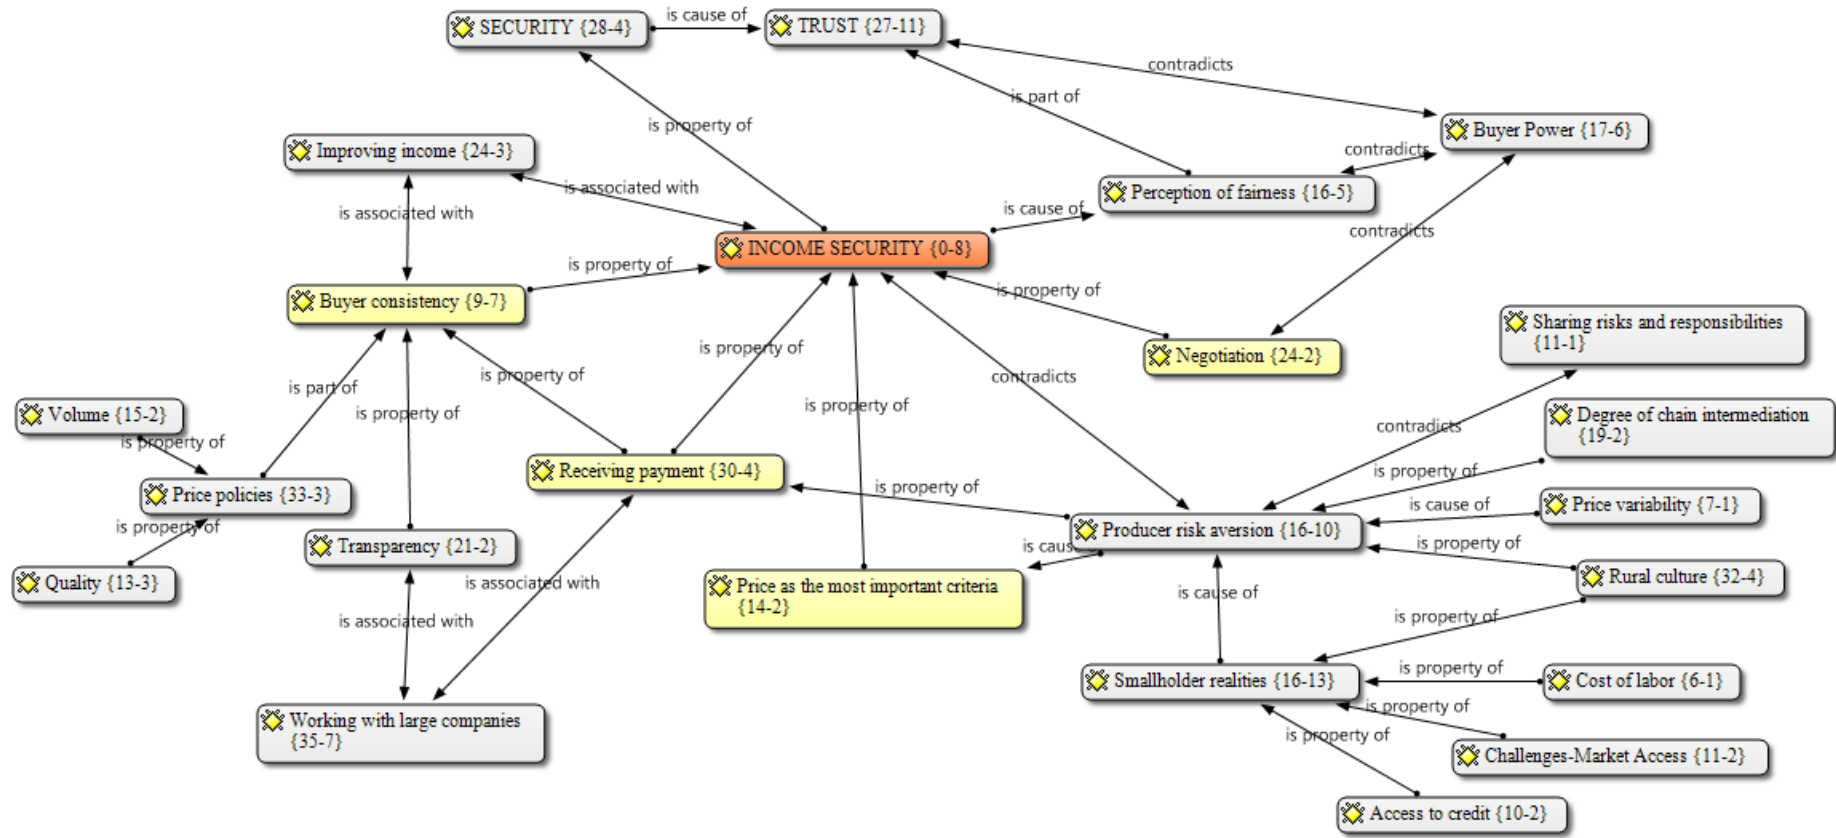 SECURITY {28-4}
is cause of
TRUST {27-11}
contradicts
is part of
Buyer Power {17-6}
is property of
Improving income {24-3}
contradicts
is associated with
Perception of fairness {16-5}
is associated with
is cause of
contradicts
INCOME SECURITY {0-8}
is property of
is property of
Buyer consistency {9-7}
Sharing risks and responsibilities
{11-1}
is property of
Negotiation {24-2}
is property of
contradicts
is part of
is property of
is property of
Volume {15-2}
Degree of chain intermediation
{19-2}
contradicts
is property of
Receiving payment {30-4}
is property of
is property of
Price policies {33-3}
Price variability {7-1}
is cause of
is property of
Producer risk aversion {16-10}
Transparency {21-2}
is cause
is property of
Quality {13-3}
is associated with
Price as the most important criteria
{14-2}
Rural culture {32-4}
is cause of
is associated with
is property of
Smallholder realities {16-13}
is property of
Cost of labor {6-1}
Working with large companies
{35-7}
is property of
is property of
Challenges-Market Access {11-2}
Access to credit {10-2}